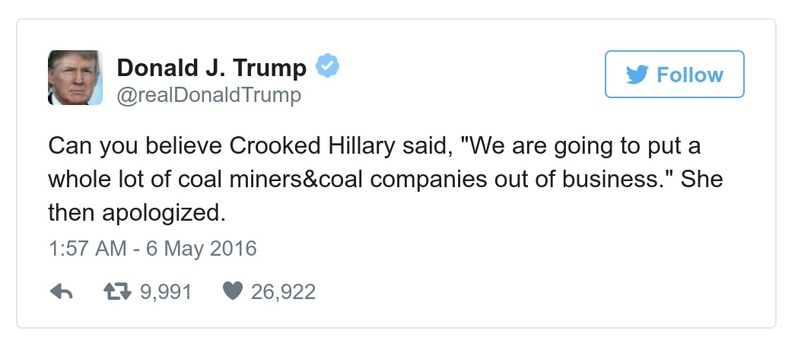 Donald J. Trump
@realDonaldTrump
Follow
Can you believe Crooked Hillary said, "We are going to put a
whole lot of coal miners&coal companies out of business." She
then apologized.
1:57 AM - 6 May 2016
9,991 26,922